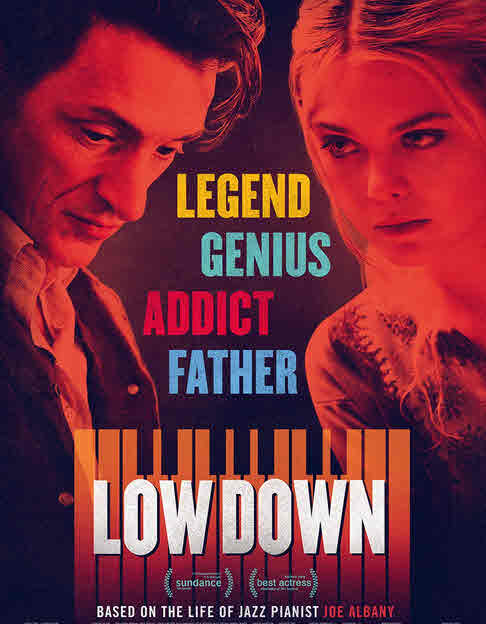 LEGEND
GENIUS
ADDICT
FATHER
LOW DOWN
sundance
best actress
BASED ON THE LIFE OF JAZZ PIANIST JOE ALBANY